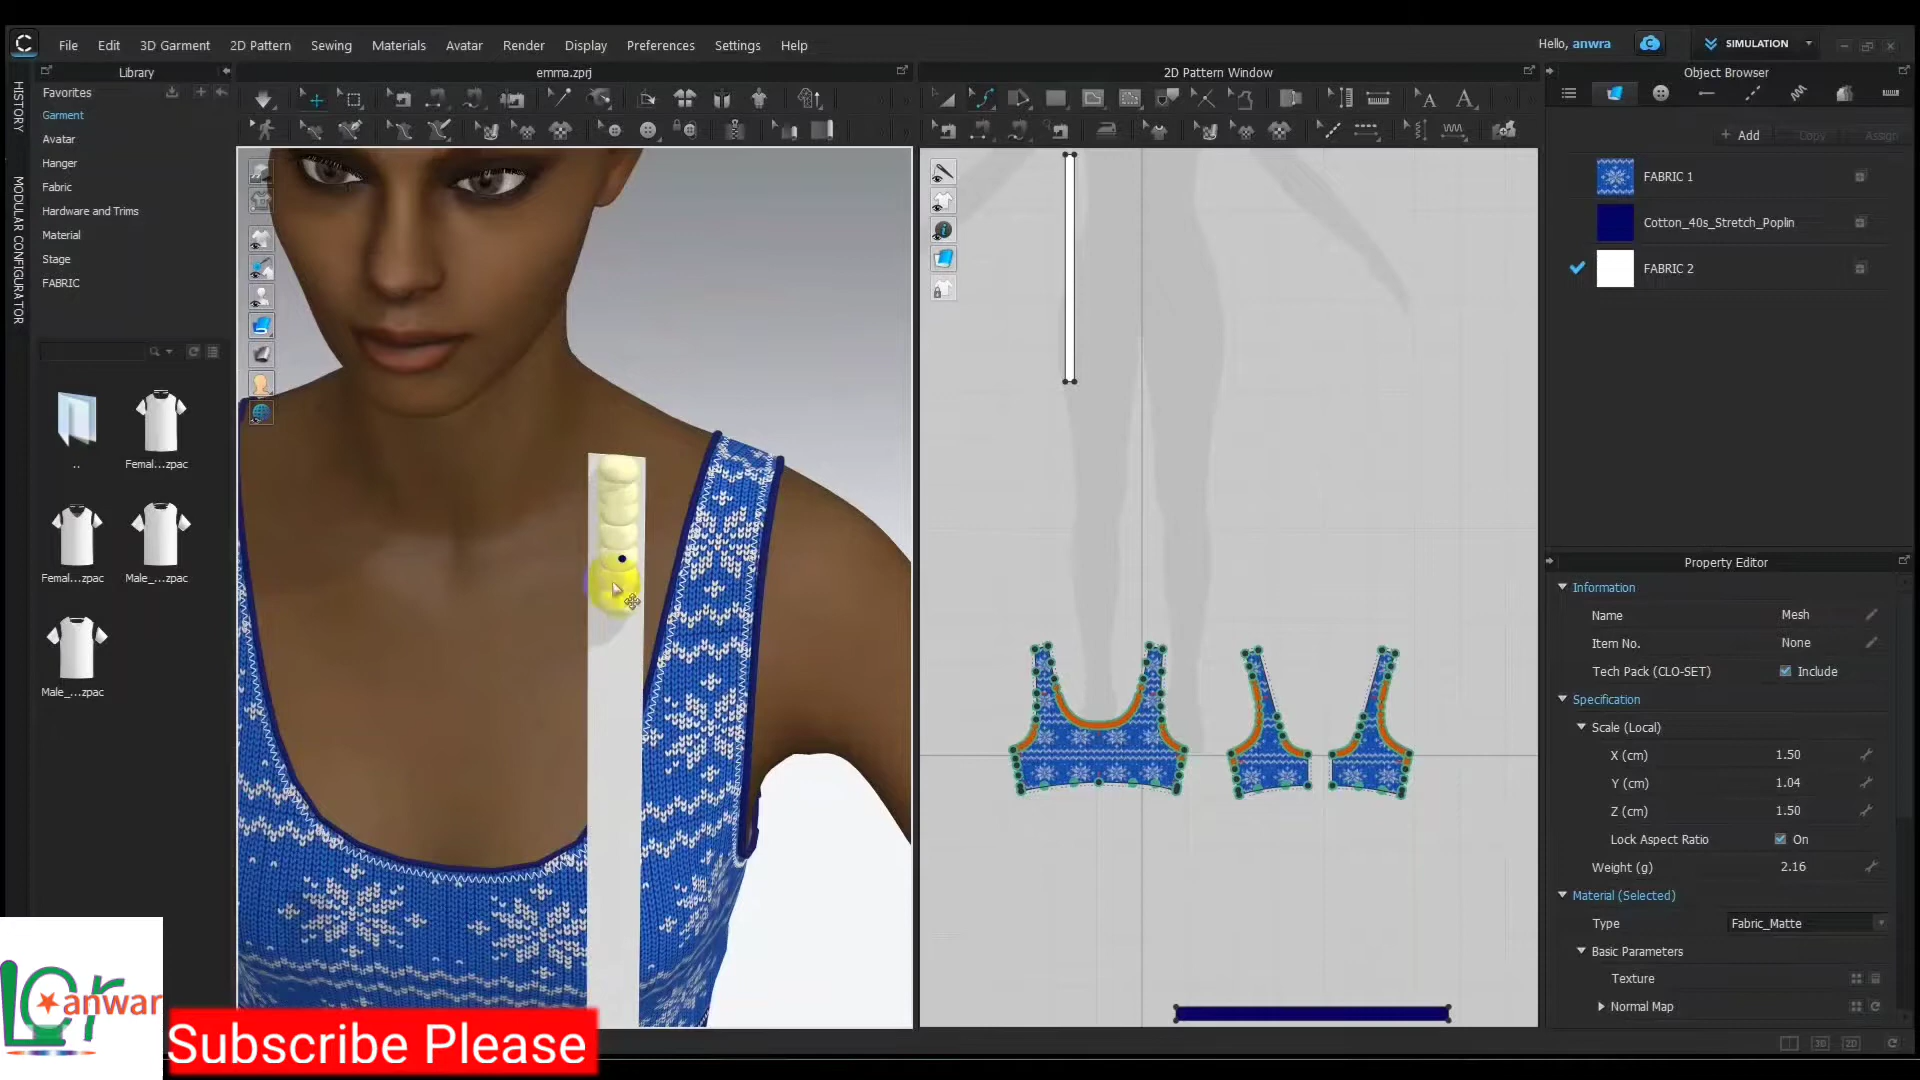 File Edit 3D Garment 2D Pattern Sewing Materials Avatar Render Display Preferences Settings Help
Hello, anwra
SIMULATION
Library
emma.zprj
2D Pattern Window
Object Browser
HISTORY
MODULAR CONFIGURATOR
Favorites
Garment
Avatar
Hanger
Fabric
Hardware and Trims
Material
Stage
FABRIC
..
Femal...zpac
Femal...zpac
Male_...zpac
Male_...zpac
+ Add
Copy
Assign
FABRIC 1
Cotton_40s_Stretch_Poplin
FABRIC 2
Property Editor
Information
Name Mesh
Item No. None
Tech Pack (CLO-SET) Include
Specification
Scale (Local)
X (cm) 1.50
Y (cm) 1.04
Z (cm) 1.50
Lock Aspect Ratio On
Weight (g) 2.16
Material (Selected)
Type Fabric_Matte
Basic Parameters
Texture
Normal Map
3D 2D
anwar
Subscribe Please